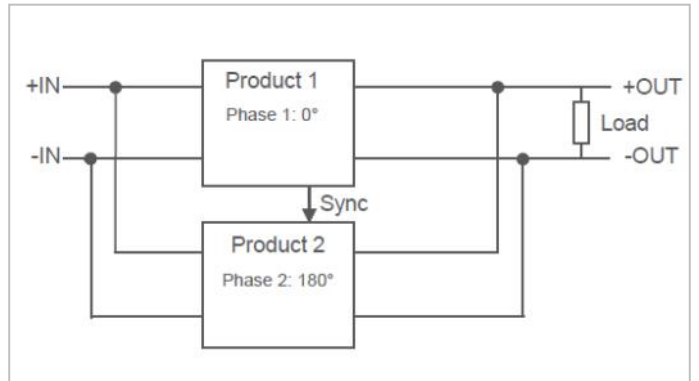 +IN
Product 1
+OUT
Phase 1: 0°
Load
-IN
-OUT
Sync
Product 2
Phase 2: 180°